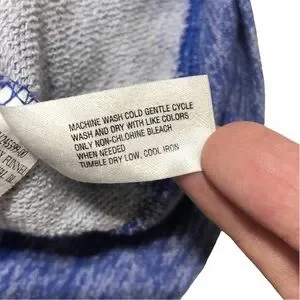 MACHINE WASH COLD GENTLE CYCLE
WASH AND DRY WITH LIKE COLORS
ONLY NON-CHLORINE BLEACH
WHEN NEEDED
TUMBLE DRY LOW, COOL IRON
FUNNEL